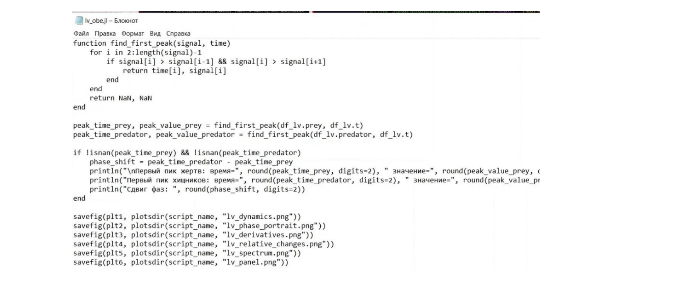 lv_obe.jl – Блокнот
Файл Правка Формат Вид Справка
function find_first_peak(signal, time)
    for i in 2:length(signal)-1
        if signal[i] > signal[i-1] && signal[i] > signal[i+1]
            return time[i], signal[i]
        end
    end
    return NaN, NaN
end

peak_time_prey, peak_value_prey = find_first_peak(df_lv.prey, df_lv.t)
peak_time_predator, peak_value_predator = find_first_peak(df_lv.predator, df_lv.t)

if !isnan(peak_time_prey) && !isnan(peak_time_predator)
    phase_shift = peak_time_predator - peak_time_prey
    println("\nПервый пик жертв: время=", round(peak_time_prey, digits=2), " значение=", round(peak_value_prey,
    println("Первый пик хищников: время=", round(peak_time_predator, digits=2), " значение=", round(peak_value_pr
    println("Сдвиг фаз: ", round(phase_shift, digits=2))
end

savefig(plt1, plotsdir(script_name, "lv_dynamics.png"))
savefig(plt2, plotsdir(script_name, "lv_phase_portrait.png"))
savefig(plt3, plotsdir(script_name, "lv_derivatives.png"))
savefig(plt4, plotsdir(script_name, "lv_relative_changes.png"))
savefig(plt5, plotsdir(script_name, "lv_spectrum.png"))
savefig(plt6, plotsdir(script_name, "lv_panel.png"))